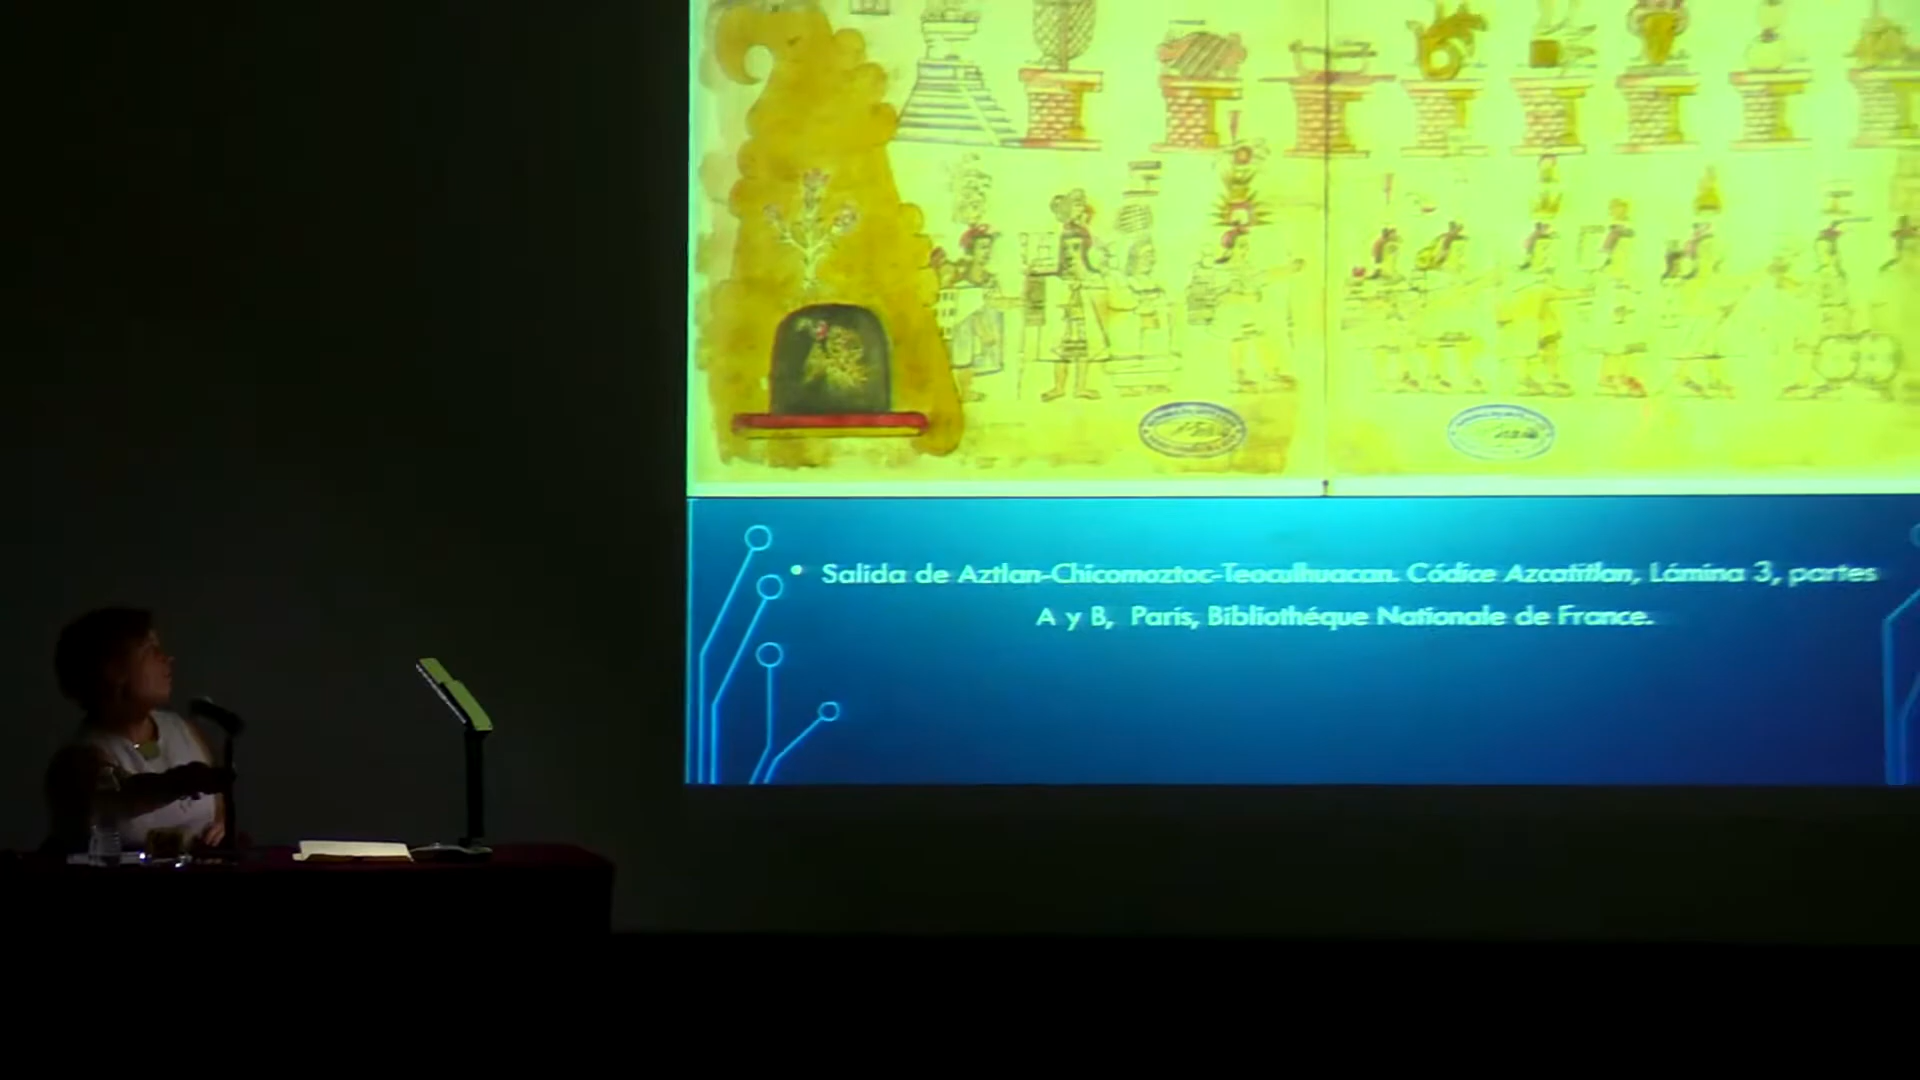 • Salida de Aztlan-Chicomoztoc-Teoculhuacan. Códice Azcatitlan, Lámina 3, partes
A y B, París, Bibliothéque Nationale de France.